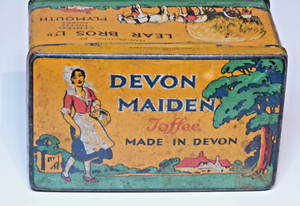 LEAR BROS LTD
PLYMOUTH
DEVON
MAIDEN
Toffee
MADE IN DEVON